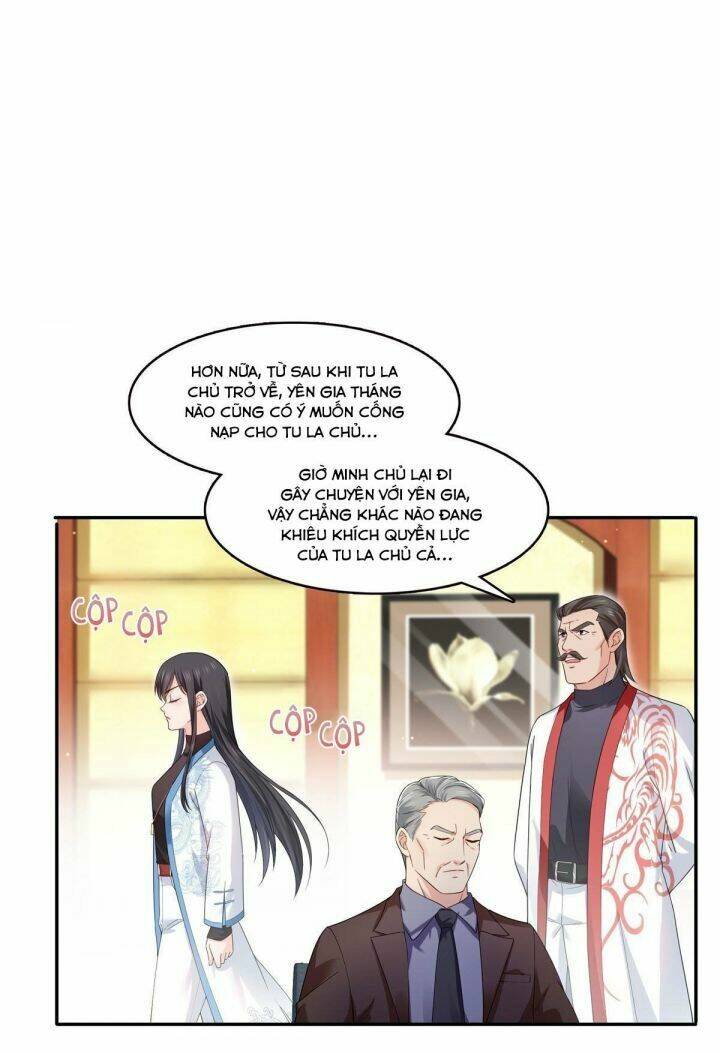 HƠN NỮA, TỪ SAU KHI TU LA
CHỦ TRỞ VỀ, YÊN GIA THÁNG
NÀO CŨNG CÓ Ý MUỐN CỐNG
NẠP CHO TU LA CHỦ...
GIỜ MINH CHỦ LẠI ĐI
GÂY CHUYỆN VỚI YÊN GIA,
VẬY CHẲNG KHÁC NÀO ĐANG
KHIÊU KHÍCH QUYỀN LỰC
CỦA TU LA CHỦ CẢ...
CỘP CỘP
CỘP CỘP